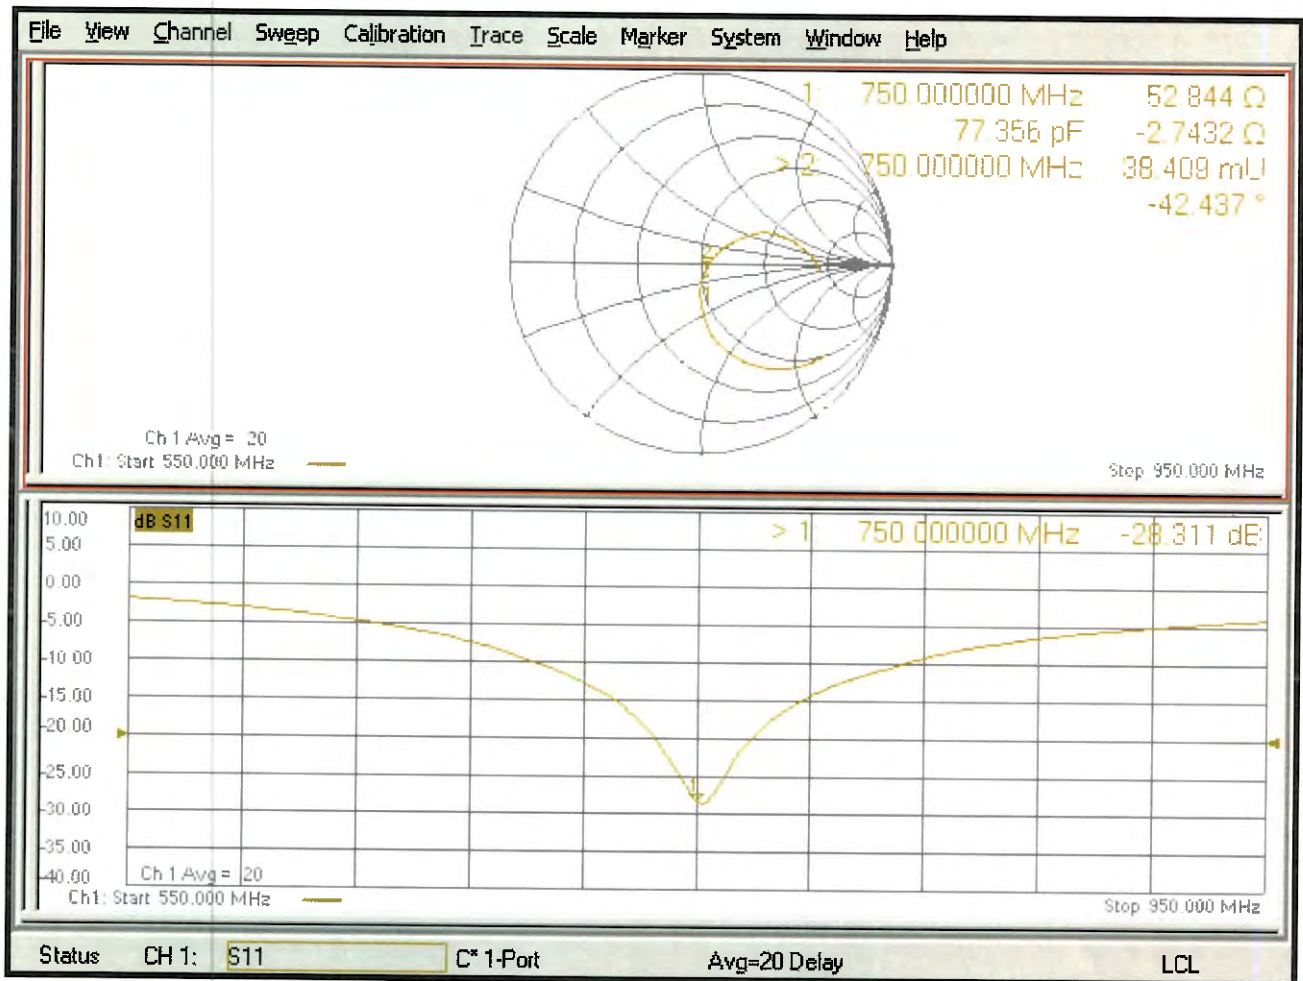 File View Channel Sweep Calibration Trace Scale Marker System Window Help
1: 750.000000 MHz 52.844 Ω
77.356 pF -2.7432 Ω
> 2: 750.000000 MHz 38.409 mU
-42.437 °
2
1
Ch 1 Avg = 20
Ch1: Start 550.000 MHz
Stop 950.000 MHz
10.00
dB S11
> 1 750.000000 MHz -28.311 dB
5.00
0.00
-5.00
-10.00
-15.00
-20.00
-25.00
1
-30.00
-35.00
-40.00
Ch 1 Avg = 20
Ch1: Start 550.000 MHz
Stop 950.000 MHz
Status CH 1: S11 C* 1-Port Avg=20 Delay LCL